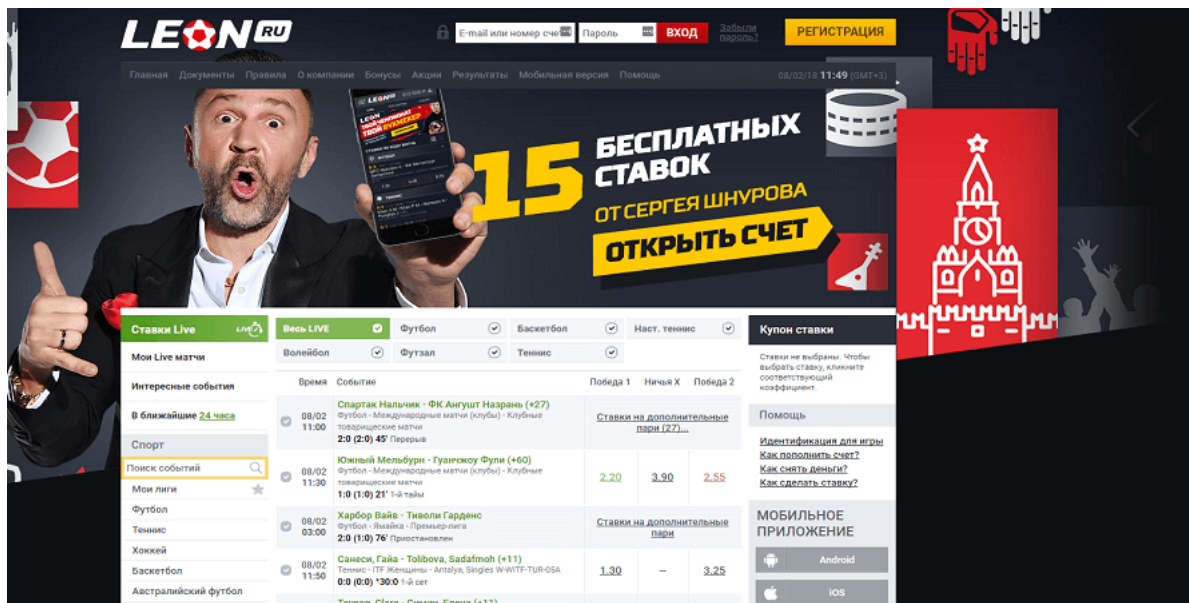 LEON RU
E-mail или номер сче
Пароль
ВХОД
Забыли
пароль?
РЕГИСТРАЦИЯ
Главная Документы Правила О компании Бонусы Акции Результаты Мобильная версия Помощь
08/02/18 11:49 (GMT+3)
LEON
ТВОЙ ЧЕМПИОНАТ
ТВОЙ БУКМЕКЕР
15 БЕСПЛАТНЫХ
СТАВОК
ОТ СЕРГЕЯ ШНУРОВА
ОТКРЫТЬ СЧЕТ
Ставки Live
LIVE
Мои Live матчи
Интересные события
В ближайшие 24 часа
Спорт
Поиск событий
Мои лиги
Футбол
Теннис
Хоккей
Баскетбол
Австралийский футбол
Весь LIVE Футбол Баскетбол Наст. теннис
Волейбол Футзал Теннис
Время Событие Победа 1 Ничья X Победа 2
08/02
11:00
Спартак Нальчик - ФК Ангушт Назрань (+27)
Футбол - Международные матчи (клубы) - Клубные
товарищеские матчи
2:0 (2:0) 45' Перерыв
Ставки на дополнительные
пари (27)...
08/02
11:30
Южный Мельбурн - Гуанчжоу Фули (+60)
Футбол - Международные матчи (клубы) - Клубные
товарищеские матчи
1:0 (1:0) 21' 1-й тайм
2.20 3.90 2.55
08/02
03:00
Харбор Вайв - Тиволи Гарденс
Футбол - Ямайка - Премьер-лига
2:0 (1:0) 76' Приостановлен
Ставки на дополнительные
пари
08/02
11:50
Санеси, Гайа - Tolibova, Sadafmoh (+11)
Теннис - ITF Женщины - Antalya, Singles W-WITF-TUR-05A
0:0 (0:0) *30:0 1-й сет
1.30 – 3.25
Купон ставки
Ставки не выбраны. Чтобы
выбрать ставку, кликните
соответствующий
коэффициент.
Помощь
Идентификация для игры
Как пополнить счет?
Как снять деньги?
Как сделать ставку?
МОБИЛЬНОЕ
ПРИЛОЖЕНИЕ
Android
iOS